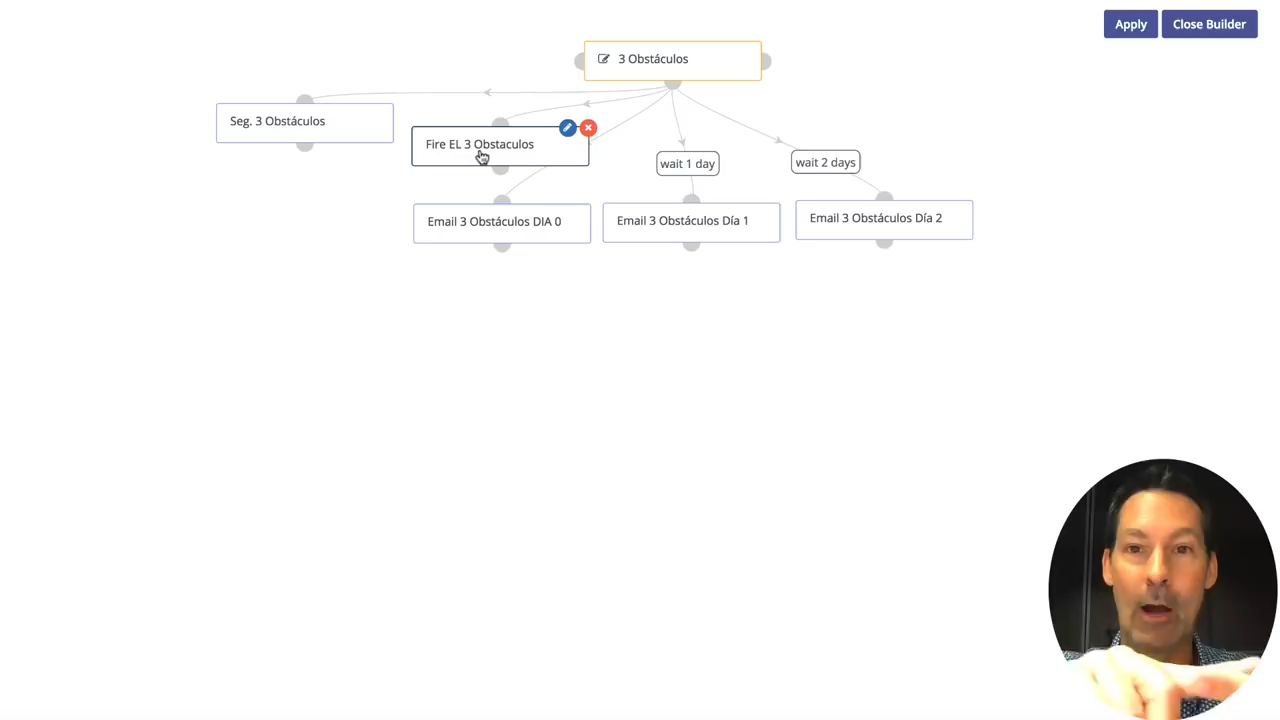 Apply
Close Builder
3 Obstáculos
Seg. 3 Obstáculos
Fire EL 3 Obstaculos
wait 1 day
wait 2 days
Email 3 Obstáculos DIA 0
Email 3 Obstáculos Día 1
Email 3 Obstáculos Día 2